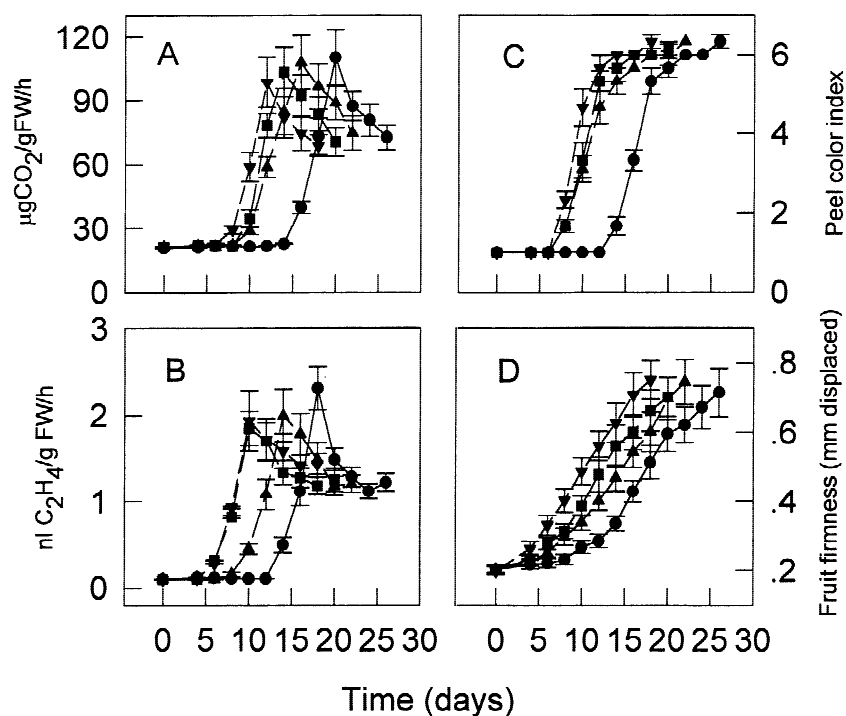 A
C
120
90
60
30
0
µgCO2/gFW/h
6
4
2
0
Peel color index
B
D
3
2
1
0
nl C2H4/g FW/h
.8
.6
.4
.2
Fruit firmness (mm displaced)
0 5 10 15 20 25 30
0 5 10 15 20 25 30
Time (days)